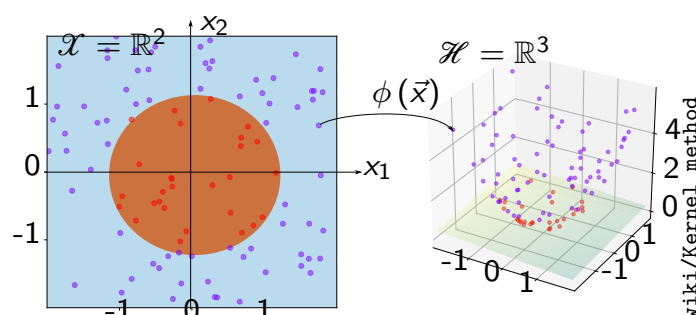 x₂
𝒳 = ℝ²
ℋ = ℝ³
ϕ(x⃗)
1
0
-1
x₁
-1
0
1
4
2
0
1
0
-1
-1
0
1
wiki/Kernel method